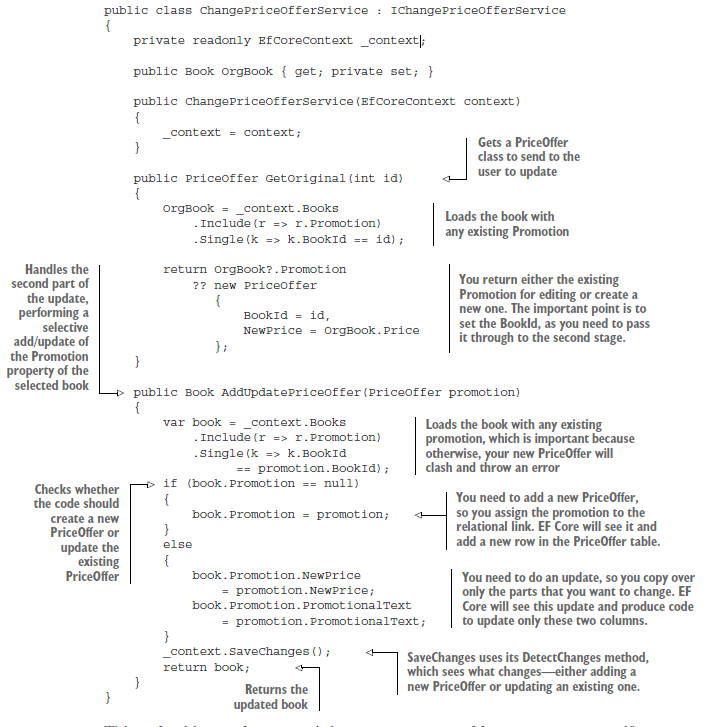 public class ChangePriceOfferService : IChangePriceOfferService
{
private readonly EfCoreContext _context;
public Book OrgBook { get; private set; }
public ChangePriceOfferService(EfCoreContext context)
{
_context = context;
}
Gets a PriceOffer
class to send to the
user to update
public PriceOffer GetOriginal(int id)
{
OrgBook = _context.Books
.Include(r => r.Promotion)
.Single(k => k.BookId == id);
Loads the book with
any existing Promotion
Handles the
second part of
the update,
performing a
selective
add/update of
the Promotion
property of the
selected book
return OrgBook?.Promotion
?? new PriceOffer
{
BookId = id,
NewPrice = OrgBook.Price
};
}
You return either the existing
Promotion for editing or create a
new one. The important point is to
set the BookId, as you need to pass
it through to the second stage.
public Book AddUpdatePriceOffer(PriceOffer promotion)
{
var book = _context.Books
.Include(r => r.Promotion)
.Single(k => k.BookId
== promotion.BookId);
Loads the book with any existing
promotion, which is important because
otherwise, your new PriceOffer will
clash and throw an error
Checks whether
the code should
create a new
PriceOffer or
update the
existing
PriceOffer
if (book.Promotion == null)
{
book.Promotion = promotion;
}
You need to add a new PriceOffer,
so you assign the promotion to the
relational link. EF Core will see it and
add a new row in the PriceOffer table.
else
{
book.Promotion.NewPrice
= promotion.NewPrice;
book.Promotion.PromotionalText
= promotion.PromotionalText;
}
You need to do an update, so you copy over
only the parts that you want to change. EF
Core will see this update and produce code
to update only these two columns.
_context.SaveChanges();
return book;
}
}
SaveChanges uses its DetectChanges method,
which sees what changes—either adding a
new PriceOffer or updating an existing one.
Returns the
updated book